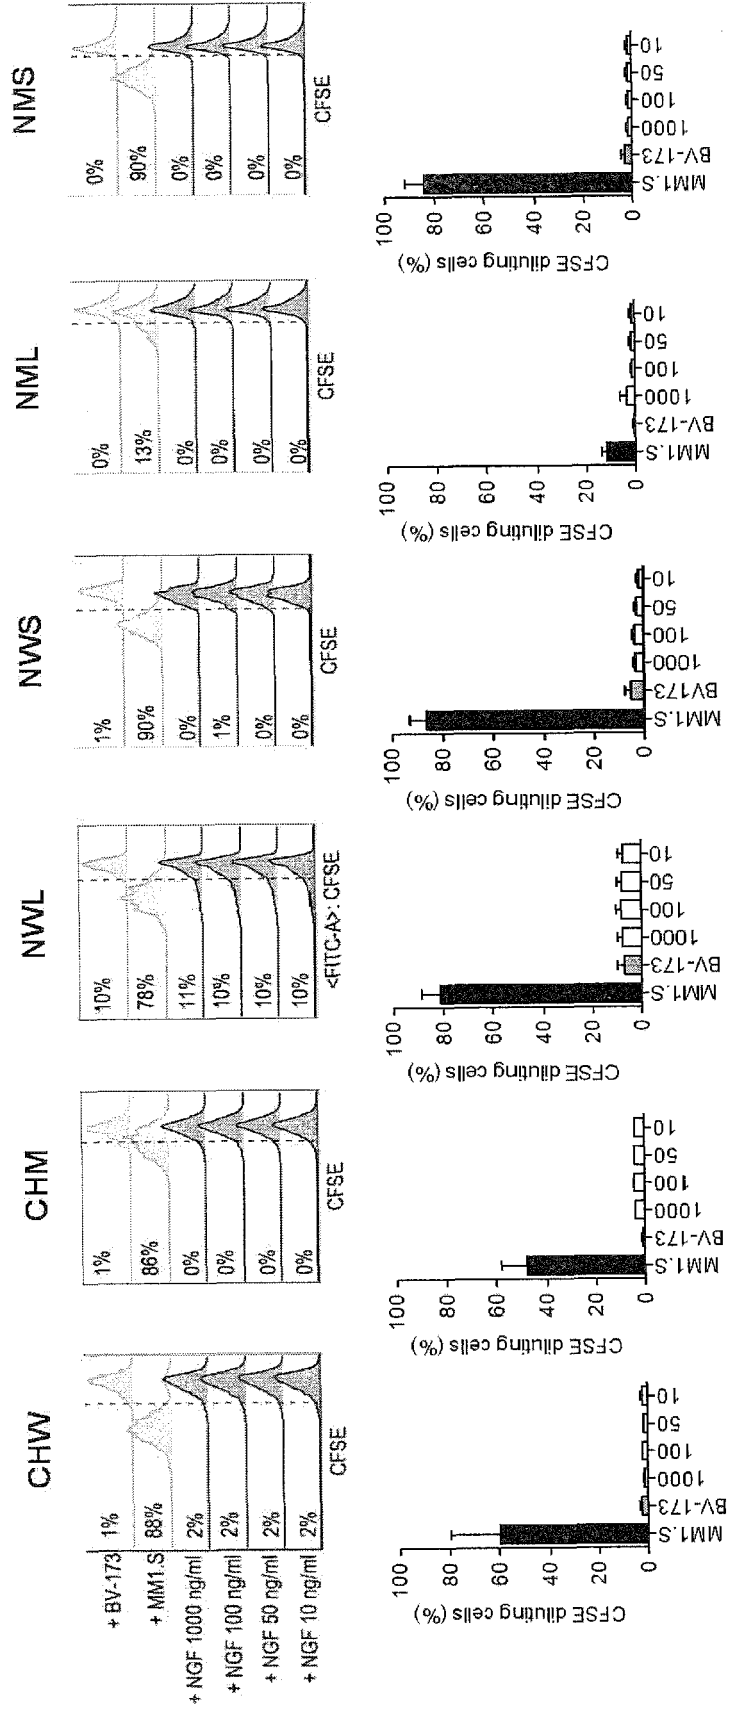 CHW CHM NWL NWS NML NMS
+ BV-173 1% 1% 10% 1% 0% 0%
+ MM1.S 88% 86% 78% 90% 13% 90%
+ NGF 1000 ng/ml 2% 0% 11% 0% 0% 0%
+ NGF 100 ng/ml 2% 0% 10% 1% 0% 0%
+ NGF 50 ng/ml 2% 0% 10% 0% 0% 0%
+ NGF 10 ng/ml 2% 0% 10% 0% 0% 0%
CFSE CFSE <FITC-A>: CFSE CFSE CFSE CFSE
CFSE diluting cells (%)
100
80
60
40
20
0
MM1.S BV-173 1000 100 50 10
CFSE diluting cells (%)
100
80
60
40
20
0
MM1.S BV-173 1000 100 50 10
CFSE diluting cells (%)
100
80
60
40
20
0
MM1.S BV-173 1000 100 50 10
CFSE diluting cells (%)
100
80
60
40
20
0
MM1.S BV173 1000 100 50 10
CFSE diluting cells (%)
100
80
60
40
20
0
MM1.S BV-173 1000 100 50 10
CFSE diluting cells (%)
100
80
60
40
20
0
MM1.S BV-173 1000 100 50 10